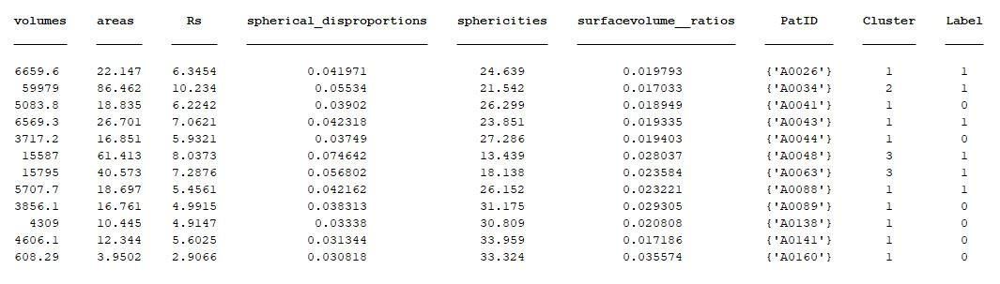 volumes areas Rs spherical_disproportions sphericities surfacevolume__ratios PatID Cluster Label
6659.6 22.147 6.3454 0.041971 24.639 0.019793 {'A0026'} 1 1
59979 86.462 10.234 0.05534 21.542 0.017033 {'A0034'} 2 1
5083.8 18.835 6.2242 0.03902 26.299 0.018949 {'A0041'} 1 0
6569.3 26.701 7.0621 0.042318 23.851 0.019335 {'A0043'} 1 1
3717.2 16.851 5.9321 0.03749 27.286 0.019403 {'A0044'} 1 0
15587 61.413 8.0373 0.074642 13.439 0.028037 {'A0048'} 3 1
15795 40.573 7.2876 0.056802 18.138 0.023584 {'A0063'} 3 1
5707.7 18.697 5.4561 0.042162 26.152 0.023221 {'A0088'} 1 1
3856.1 16.761 4.9915 0.038313 31.175 0.029305 {'A0089'} 1 0
4309 10.445 4.9147 0.03338 30.809 0.020808 {'A0138'} 1 0
4606.1 12.344 5.6025 0.031344 33.959 0.017186 {'A0141'} 1 0
608.29 3.9502 2.9066 0.030818 33.324 0.035574 {'A0160'} 1 0